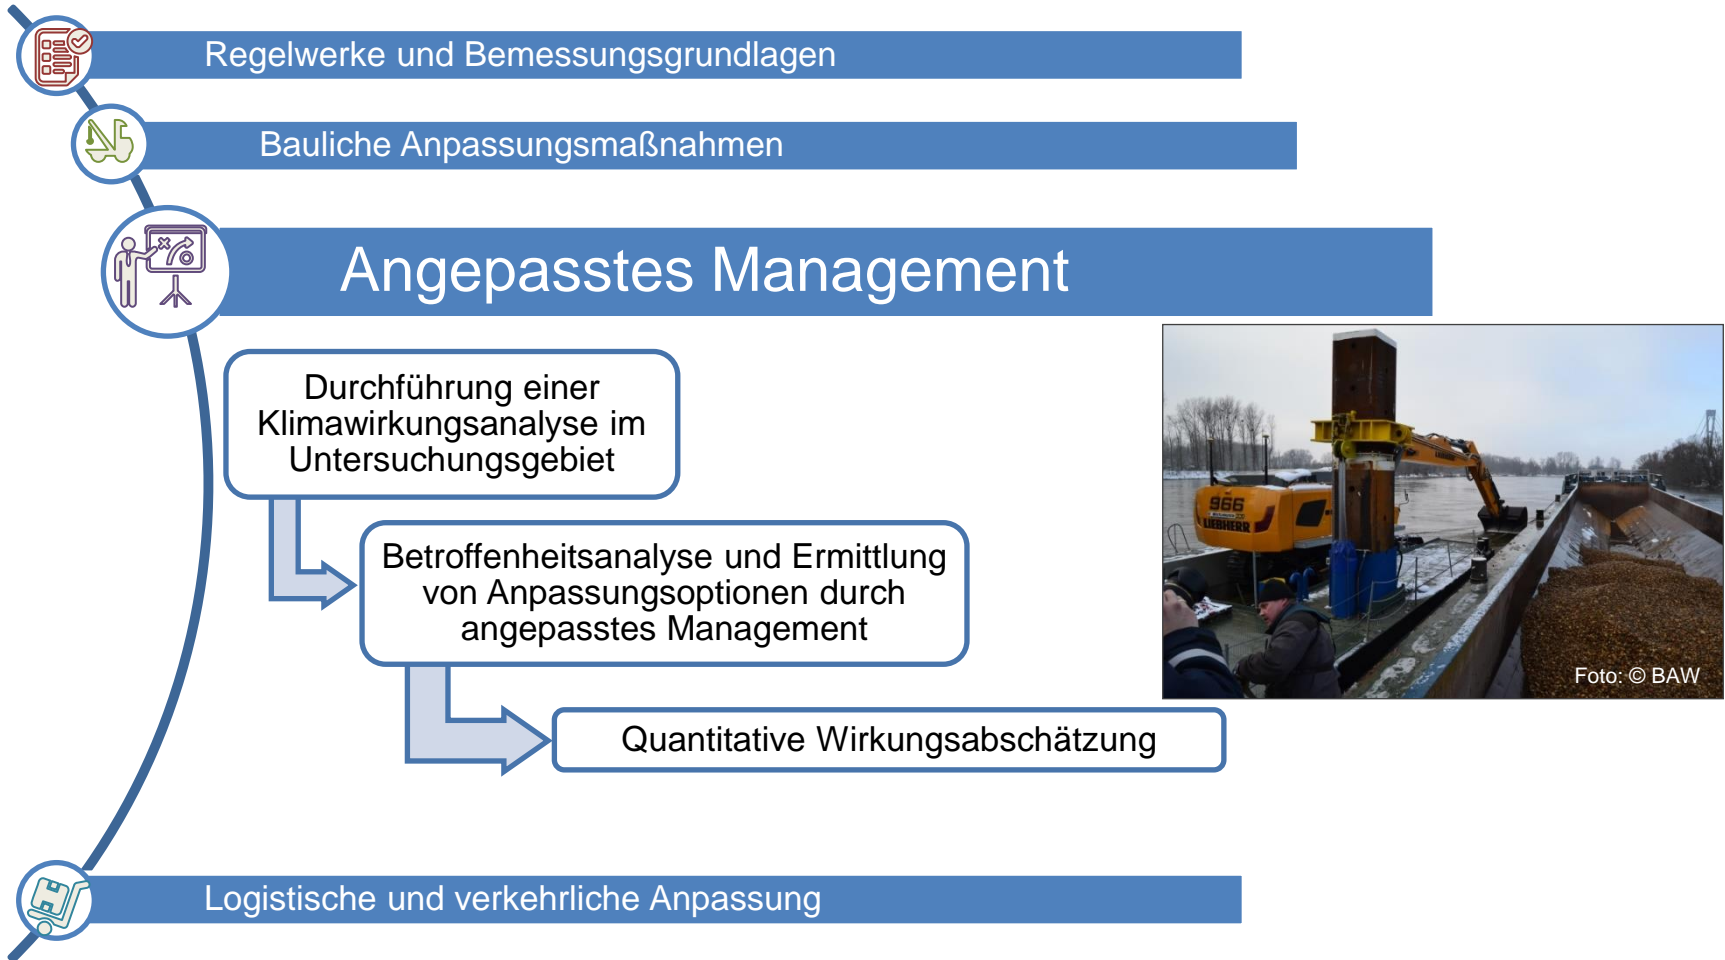 Regelwerke und Bemessungsgrundlagen
Bauliche Anpassungsmaßnahmen
Angepasstes Management
Durchführung einer
Klimawirkungsanalyse im
Untersuchungsgebiet
Betroffenheitsanalyse und Ermittlung
von Anpassungsoptionen durch
angepasstes Management
Quantitative Wirkungsabschätzung
966
LIEBHERR
LIEBHERR
Foto: © BAW
Logistische und verkehrliche Anpassung